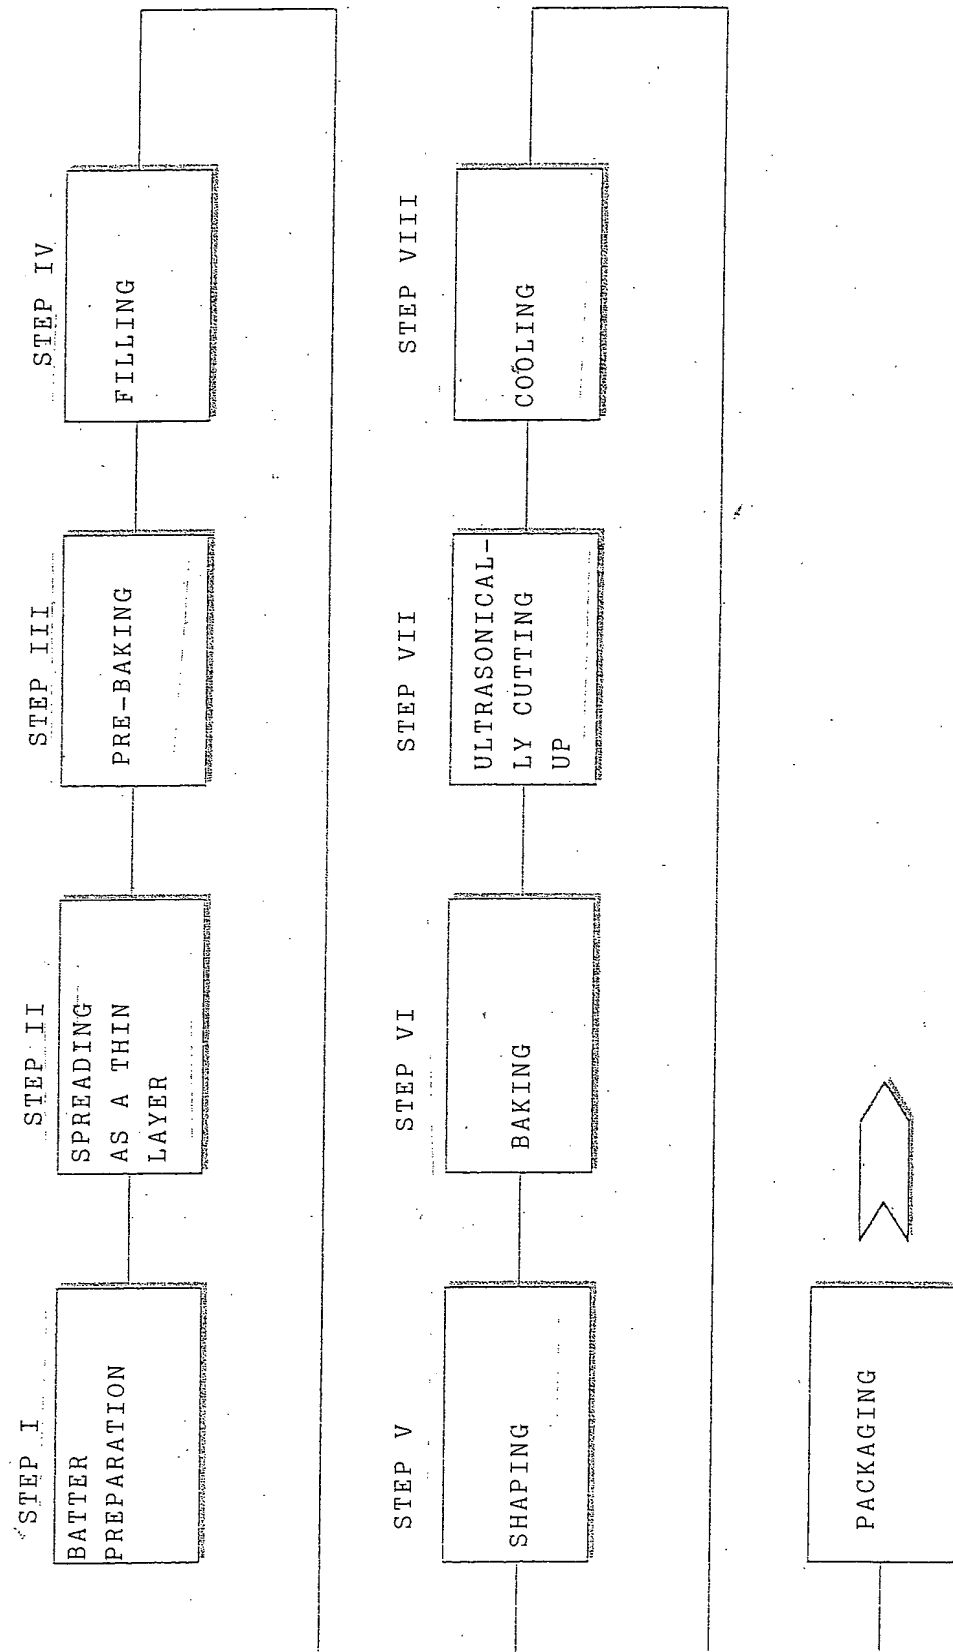 STEP I
BATTER
PREPARATION
STEP II
SPREADING
AS A THIN
LAYER
STEP III
PRE-BAKING
STEP IV
FILLING
STEP V
SHAPING
STEP VI
BAKING
STEP VII
ULTRASONICAL-
LY CUTTING
UP
STEP VIII
COOLING
PACKAGING